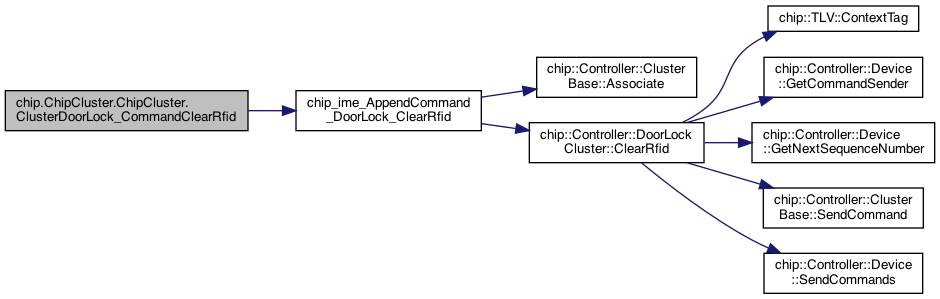 chip.ChipCluster.ChipCluster.
ClusterDoorLock_CommandClearRfid
chip_ime_AppendCommand
_DoorLock_ClearRfid
chip::Controller::Cluster
Base::Associate
chip::Controller::DoorLock
Cluster::ClearRfid
chip::TLV::ContextTag
chip::Controller::Device
::GetCommandSender
chip::Controller::Device
::GetNextSequenceNumber
chip::Controller::Cluster
Base::SendCommand
chip::Controller::Device
::SendCommands